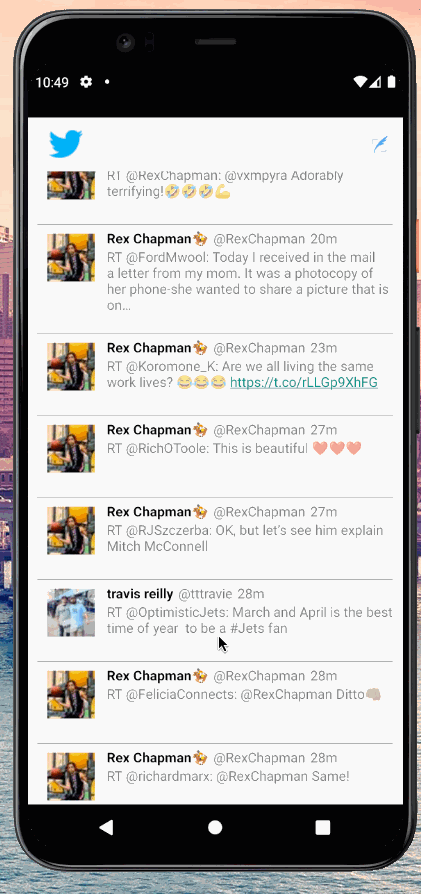 10:49
RT @RexChapman: @vxmpyra Adorably
terrifying!🤣🤣🤣💪
Rex Chapman🏇 @RexChapman 20m
RT @FordMwool: Today I received in the mail
a letter from my mom. It was a photocopy of
her phone-she wanted to share a picture that is
on…
Rex Chapman🏇 @RexChapman 23m
RT @Koromone_K: Are we all living the same
work lives? 😂😂😂 https://t.co/rLLGp9XhFG
Rex Chapman🏇 @RexChapman 27m
RT @RichOToole: This is beautiful ❤️❤️❤️
Rex Chapman🏇 @RexChapman 27m
RT @RJSzczerba: OK, but let's see him explain
Mitch McConnell
travis reilly @tttravie 28m
RT @OptimisticJets: March and April is the best
time of year  to be a #Jets fan
Rex Chapman🏇 @RexChapman 28m
RT @FeliciaConnects: @RexChapman Ditto👊🏼
Rex Chapman🏇 @RexChapman 28m
RT @richardmarx: @RexChapman Same!